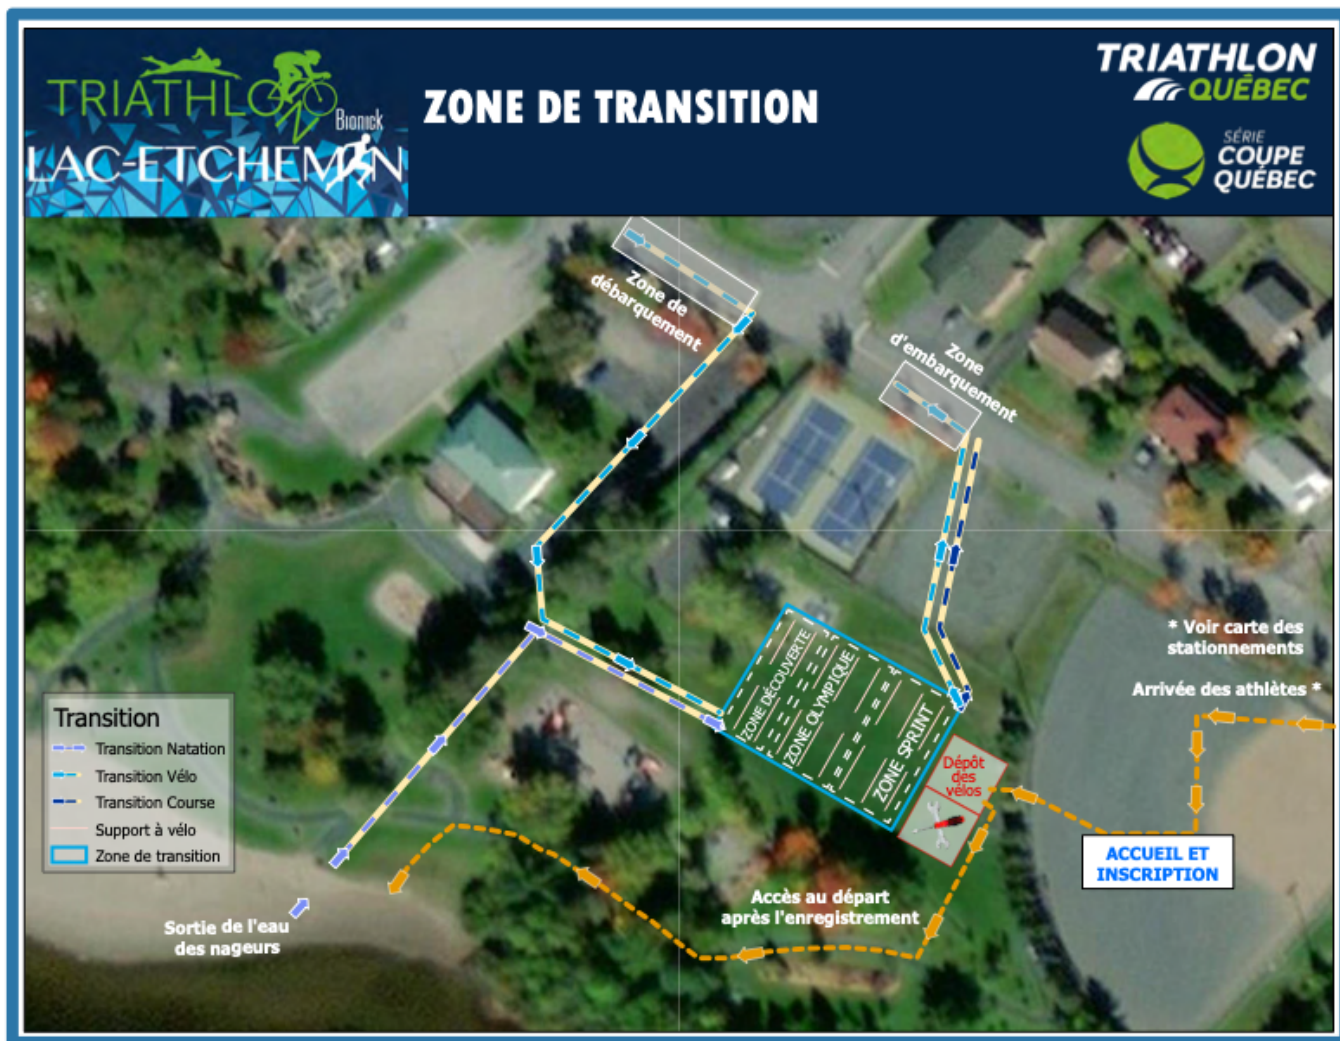 TRIATHLON
Bionick
LAC-ETCHEMIN
ZONE DE TRANSITION
TRIATHLON
QUÉBEC
SÉRIE
COUPE
QUÉBEC
Zone de
débarquement
Zone
d'embarquement
* Voir carte des
stationnements
Arrivée des athlètes *
ZONE DÉCOUVERTE
ZONE OLYMPIQUE
ZONE SPRINT
Dépôt
des
vélos
ACCUEIL ET
INSCRIPTION
Accès au départ
après l'enregistrement
Sortie de l'eau
des nageurs
Transition
Transition Natation
Transition Vélo
Transition Course
Support à vélo
Zone de transition